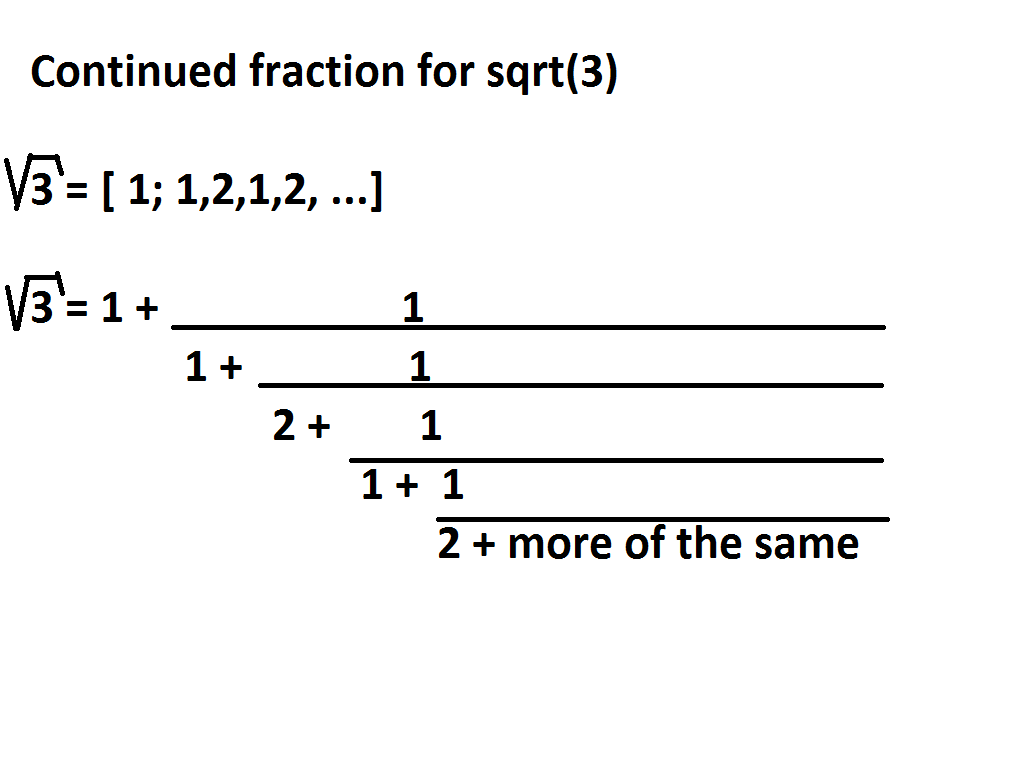 Continued fraction for sqrt(3)
√3 = [ 1; 1,2,1,2, ...]
√3 = 1 + 1
1 + 1
2 + 1
1 + 1
2 + more of the same